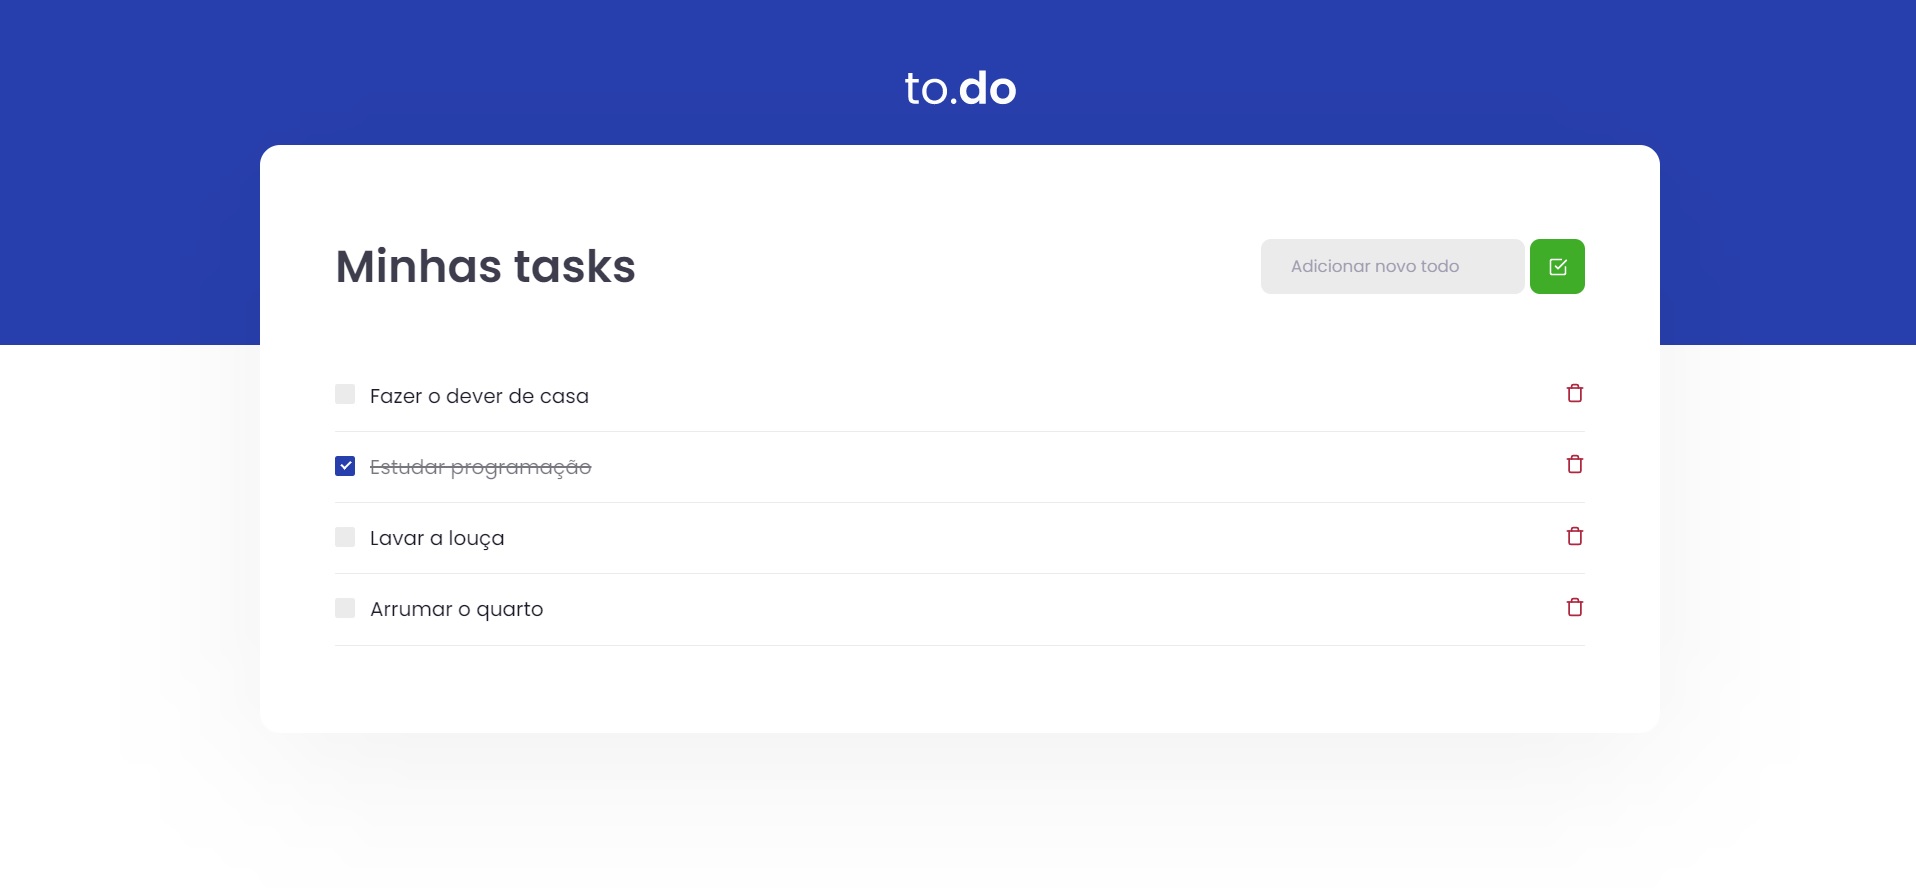 to.do
Minhas tasks
Adicionar novo todo
Fazer o dever de casa
Estudar programação
Lavar a louça
Arrumar o quarto